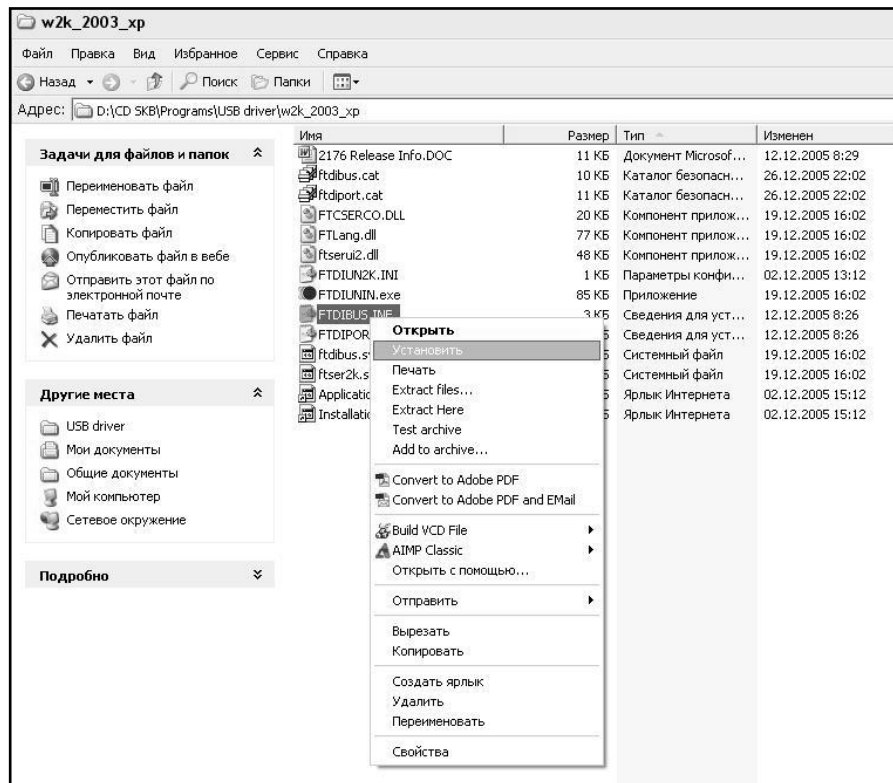 w2k_2003_xp
Файл Правка Вид Избранное Сервис Справка
Назад Поиск Папки
Адрес: D:\CD SKB\Programs\USB driver\w2k_2003_xp
Задачи для файлов и папок
Переименовать файл
Переместить файл
Копировать файл
Опубликовать файл в вебе
Отправить этот файл по
электронной почте
Печатать файл
Удалить файл
Другие места
USB driver
Мои документы
Общие документы
Мой компьютер
Сетевое окружение
Подробно
Имя Размер Тип Изменен
2176 Release Info.DOC 11 КБ Документ Microsof... 12.12.2005 8:29
ftdibus.cat 10 КБ Каталог безопасн... 26.12.2005 22:02
ftdiport.cat 11 КБ Каталог безопасн... 26.12.2005 22:02
FTCSERCO.DLL 20 КБ Компонент прилож... 19.12.2005 16:02
FTLang.dll 77 КБ Компонент прилож... 19.12.2005 16:02
ftserui2.dll 48 КБ Компонент прилож... 19.12.2005 16:02
FTDIUN2K.INI 1 КБ Параметры конфи... 02.12.2005 13:12
FTDIUNIN.exe 85 КБ Приложение 19.12.2005 16:02
FTDIBUS.INF 3 КБ Сведения для уст... 12.12.2005 8:26
FTDIPOR Б Сведения для уст... 12.12.2005 8:26
ftdibus.s Б Системный файл 19.12.2005 16:02
ftser2k.s Б Системный файл 19.12.2005 16:02
Applicatio Б Ярлык Интернета 02.12.2005 15:12
Installatio Б Ярлык Интернета 02.12.2005 15:12
Открыть
Установить
Печать
Extract files...
Extract Here
Test archive
Add to archive...
Convert to Adobe PDF
Convert to Adobe PDF and EMail
Build VCD File
AIMP Classic
Открыть с помощью...
Отправить
Вырезать
Копировать
Создать ярлык
Удалить
Переименовать
Свойства